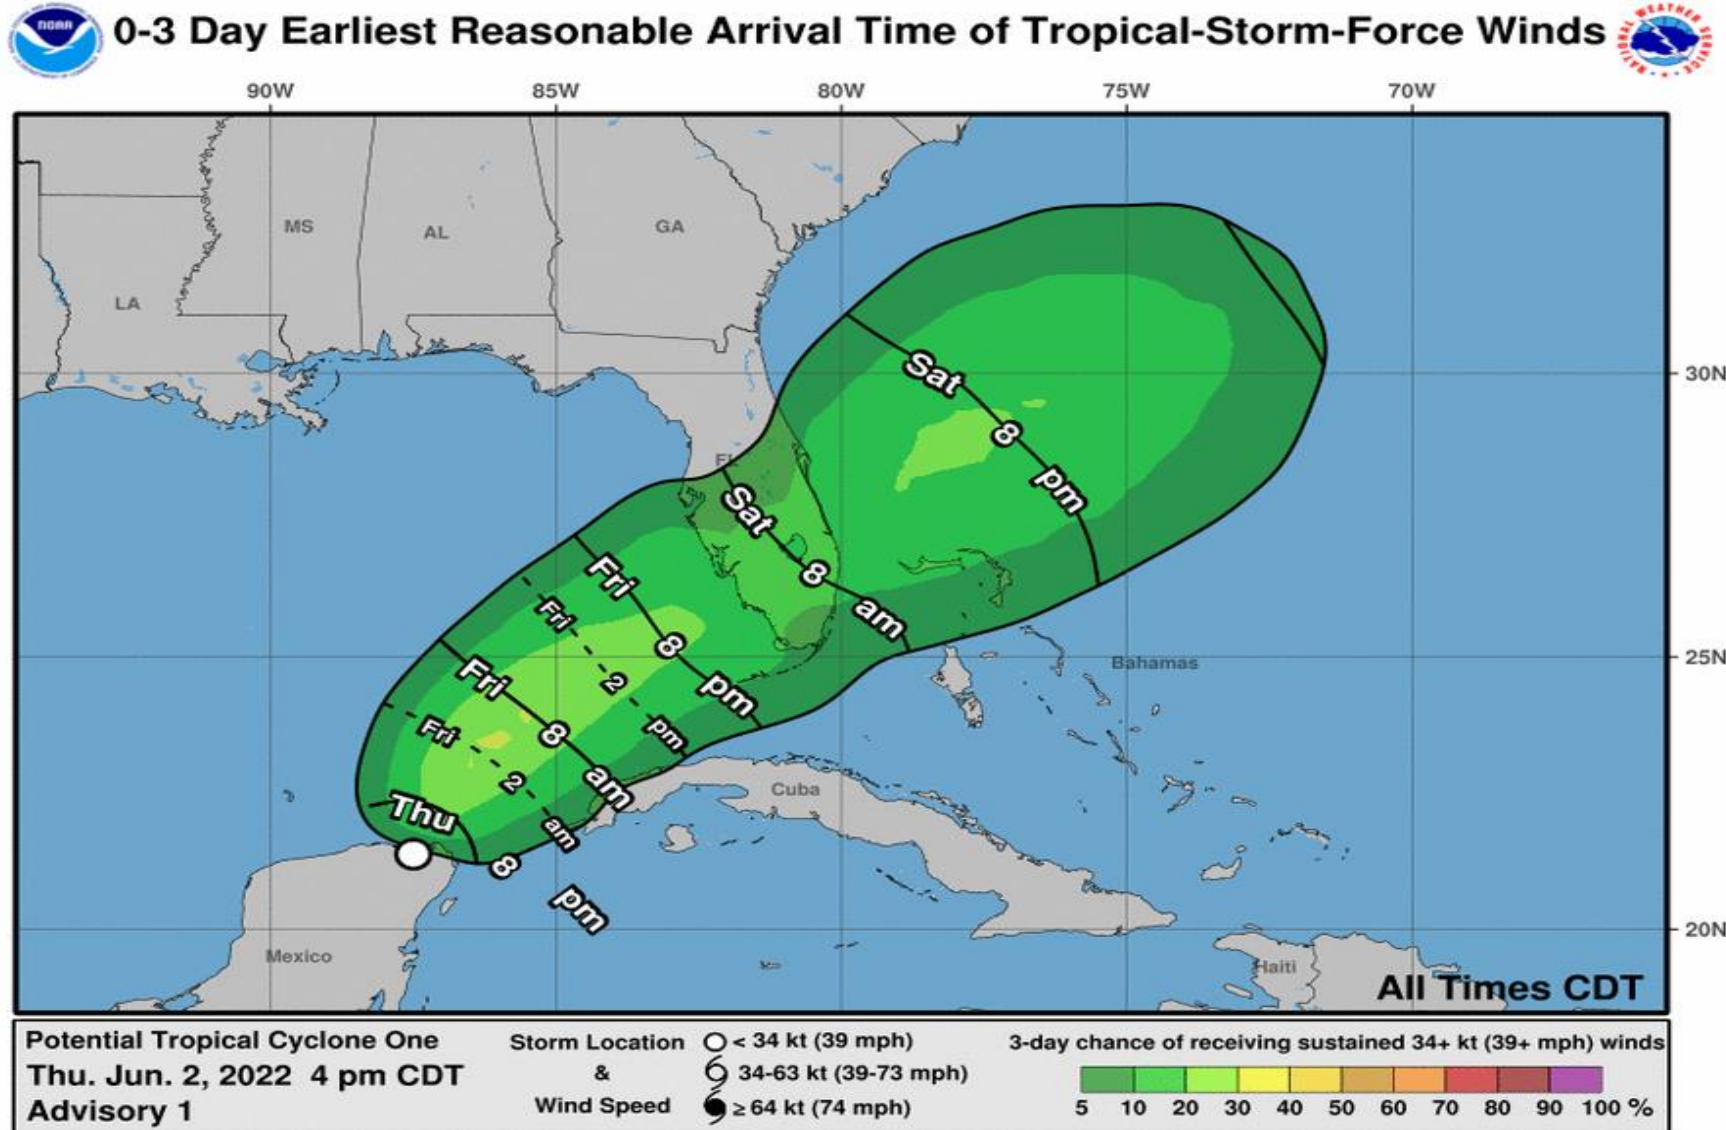 NOAA
0-3 Day Earliest Reasonable Arrival Time of Tropical-Storm-Force Winds
NATIONAL WEATHER SERVICE
90W 85W 80W 75W 70W
MS
AL
GA
LA
30N
Sat 8 pm
FL
Sat 8 am
Fri 8 pm
Fri 2 pm
25N
Bahamas
Fri 8 am
Fri 2 am
Cuba
Thu 8 pm
20N
Mexico
Haiti
All Times CDT
Potential Tropical Cyclone One
Thu. Jun. 2, 2022 4 pm CDT
Advisory 1
Storm Location
&
Wind Speed
< 34 kt (39 mph)
34-63 kt (39-73 mph)
≥ 64 kt (74 mph)
3-day chance of receiving sustained 34+ kt (39+ mph) winds
5 10 20 30 40 50 60 70 80 90 100 %